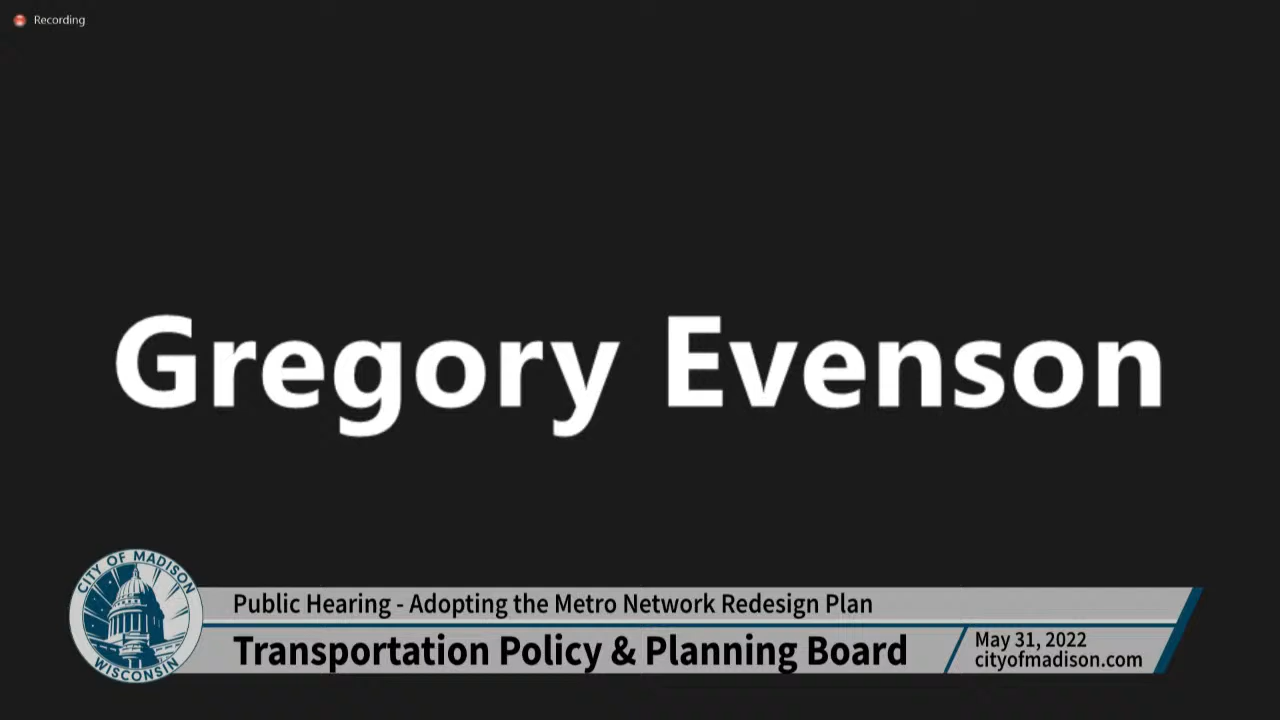 Recording
Gregory Evenson
CITY OF MADISON
WISCONSIN
Public Hearing - Adopting the Metro Network Redesign Plan
Transportation Policy & Planning Board
May 31, 2022
cityofmadison.com